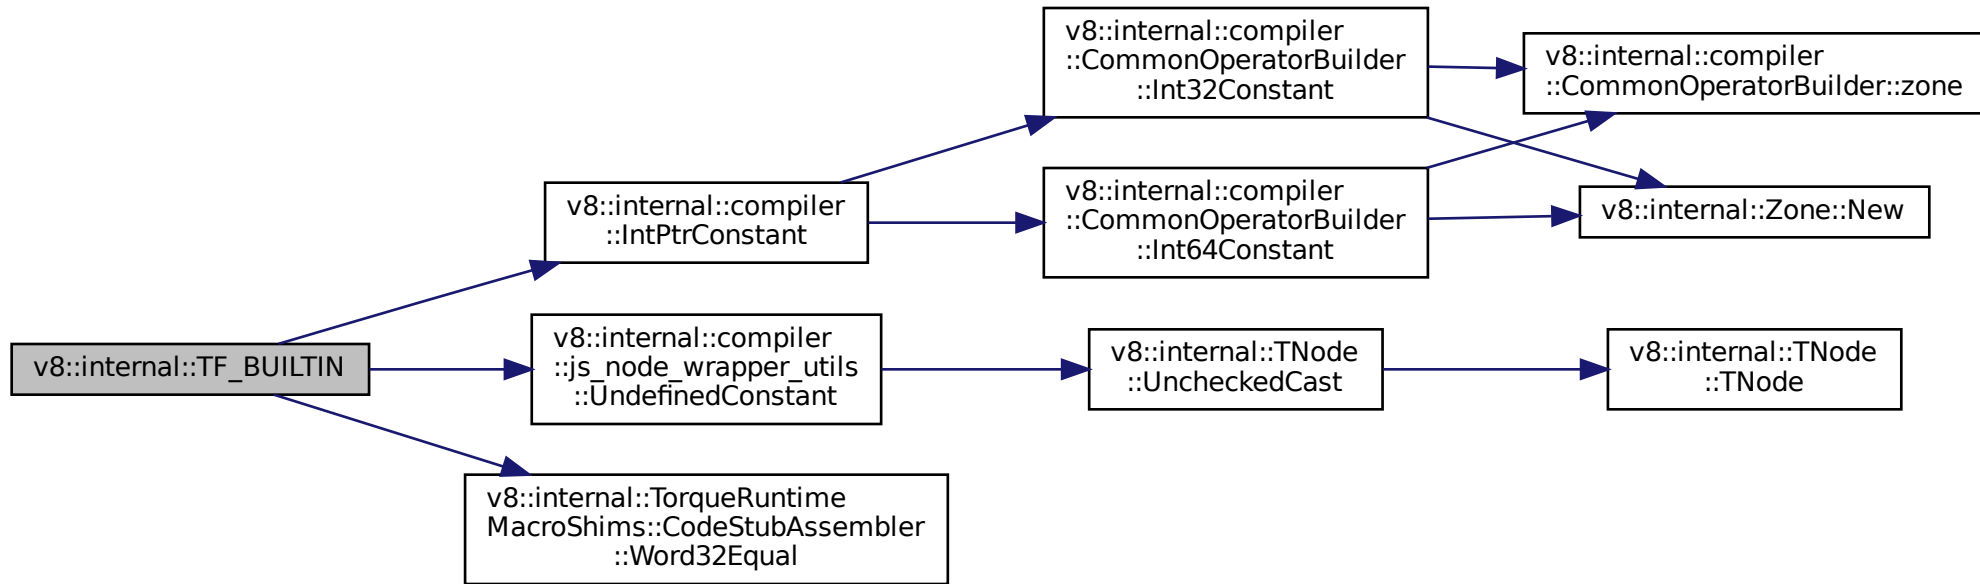 v8::internal::TF_BUILTIN
v8::internal::compiler
::IntPtrConstant
v8::internal::compiler
::CommonOperatorBuilder
::Int32Constant
v8::internal::compiler
::CommonOperatorBuilder::zone
v8::internal::Zone::New
v8::internal::compiler
::CommonOperatorBuilder
::Int64Constant
v8::internal::compiler
::js_node_wrapper_utils
::UndefinedConstant
v8::internal::TNode
::UncheckedCast
v8::internal::TNode
::TNode
v8::internal::TorqueRuntime
MacroShims::CodeStubAssembler
::Word32Equal